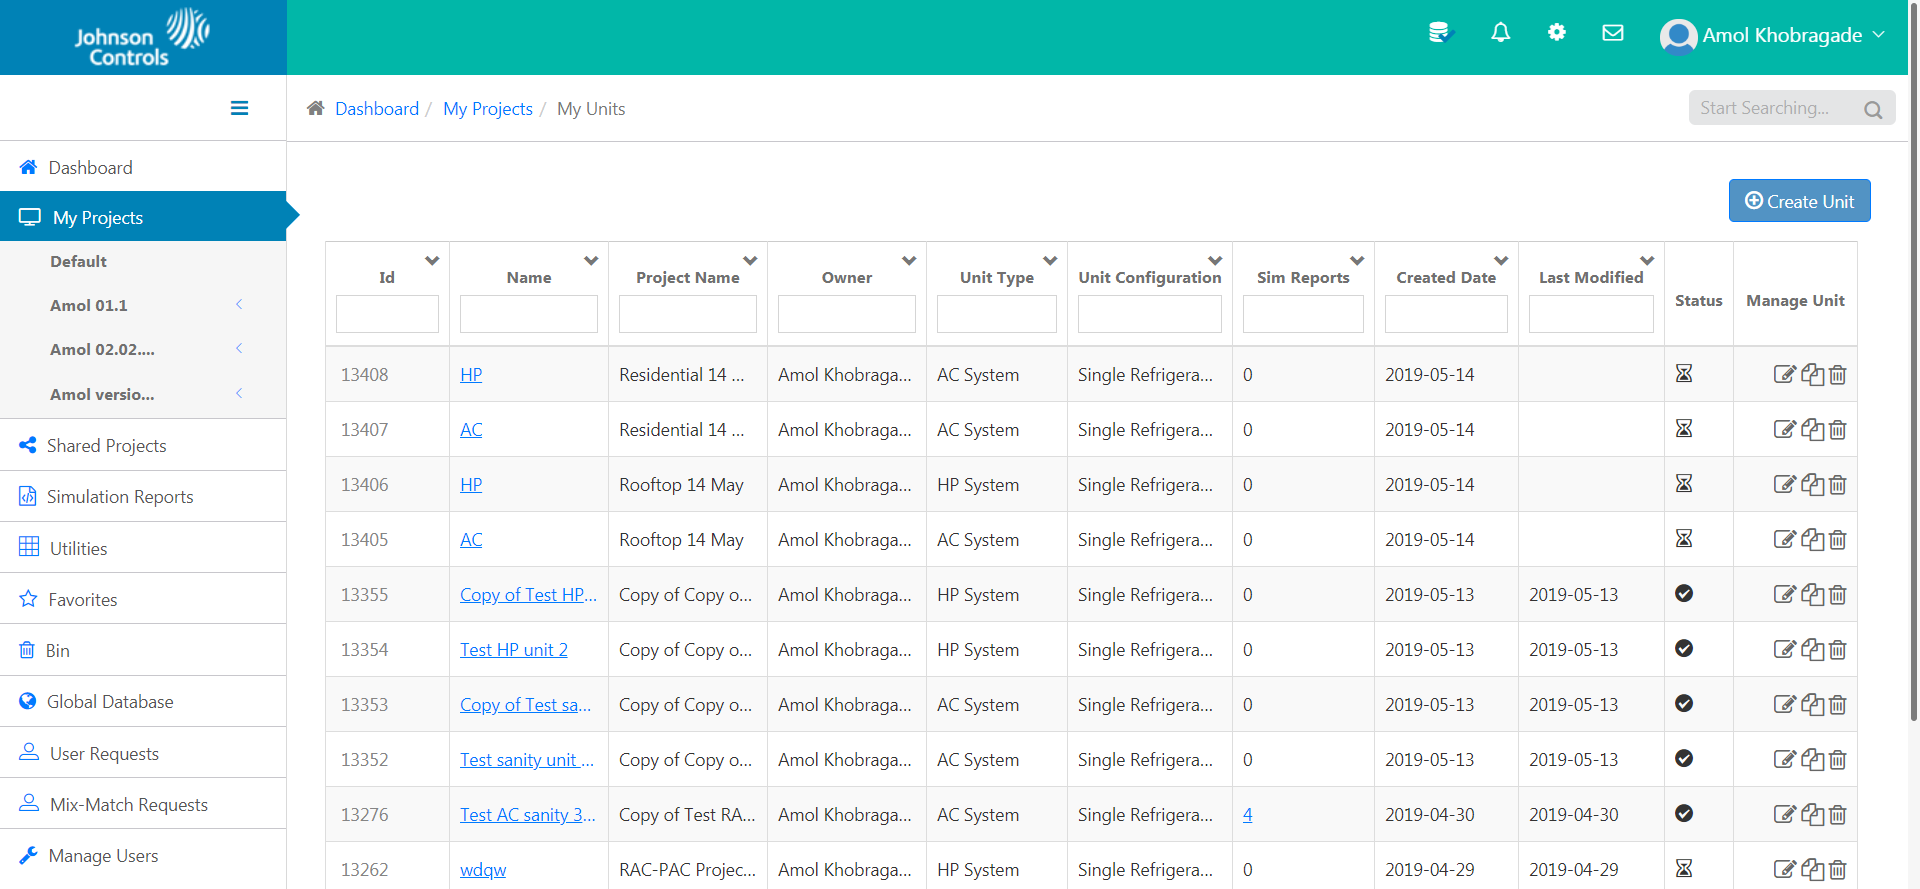 Johnson
Controls
Amol Khobragade
Dashboard / My Projects / My Units
Start Searching...
Dashboard
My Projects
Default
Amol 01.1
Amol 02.02....
Amol versio...
Shared Projects
Simulation Reports
Utilities
Favorites
Bin
Global Database
User Requests
Mix-Match Requests
Manage Users
Create Unit
Id Name Project Name Owner Unit Type Unit Configuration Sim Reports Created Date Last Modified Status Manage Unit
13408 HP Residential 14 ... Amol Khobraga... AC System Single Refrigera... 0 2019-05-14
13407 AC Residential 14 ... Amol Khobraga... AC System Single Refrigera... 0 2019-05-14
13406 HP Rooftop 14 May Amol Khobraga... HP System Single Refrigera... 0 2019-05-14
13405 AC Rooftop 14 May Amol Khobraga... AC System Single Refrigera... 0 2019-05-14
13355 Copy of Test HP... Copy of Copy o... Amol Khobraga... HP System Single Refrigera... 0 2019-05-13 2019-05-13
13354 Test HP unit 2 Copy of Copy o... Amol Khobraga... HP System Single Refrigera... 0 2019-05-13 2019-05-13
13353 Copy of Test sa... Copy of Copy o... Amol Khobraga... AC System Single Refrigera... 0 2019-05-13 2019-05-13
13352 Test sanity unit ... Copy of Copy o... Amol Khobraga... AC System Single Refrigera... 0 2019-05-13 2019-05-13
13276 Test AC sanity 3... Copy of Test RA... Amol Khobraga... AC System Single Refrigera... 4 2019-04-30 2019-04-30
13262 wdqw RAC-PAC Projec... Amol Khobraga... HP System Single Refrigera... 0 2019-04-29 2019-04-29